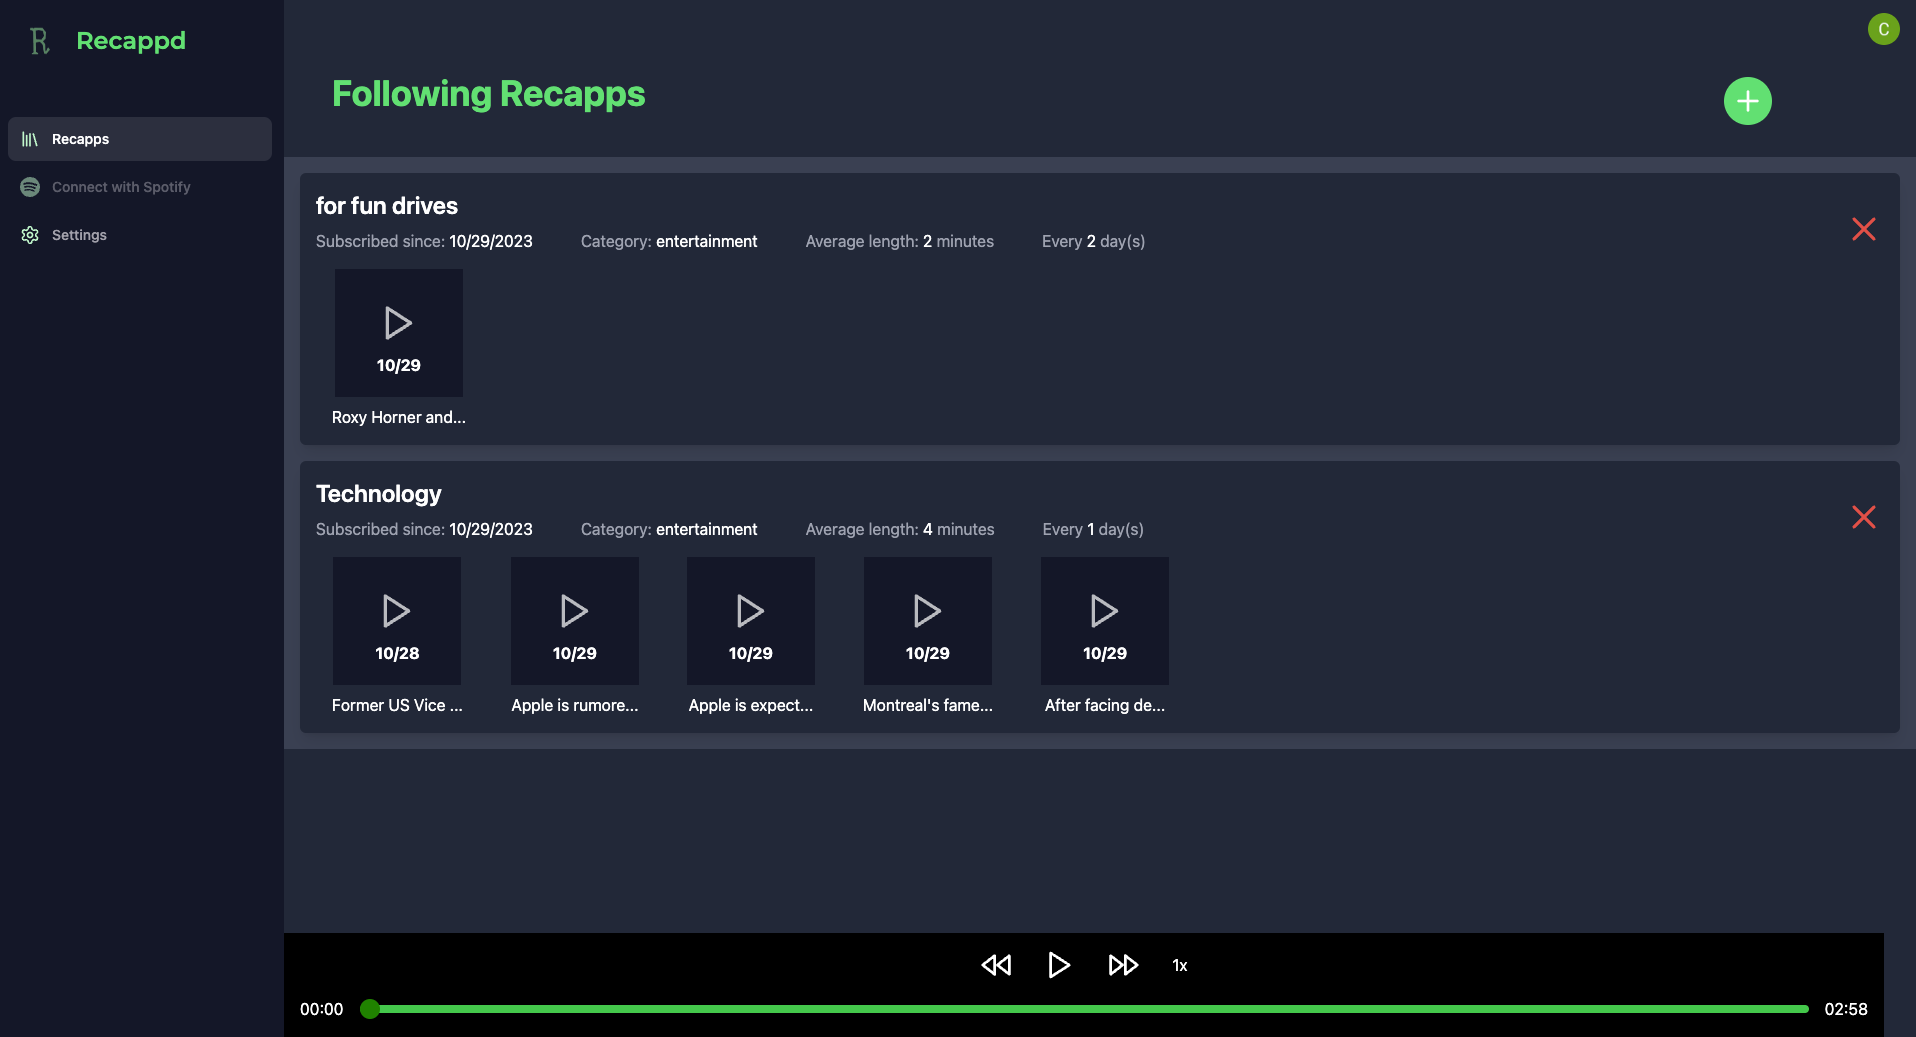 R Recappd
C
Following Recapps
Recapps
Connect with Spotify
Settings
for fun drives
Subscribed since: 10/29/2023 Category: entertainment Average length: 2 minutes Every 2 day(s)
10/29
Roxy Horner and...
Technology
Subscribed since: 10/29/2023 Category: entertainment Average length: 4 minutes Every 1 day(s)
10/28 10/29 10/29 10/29 10/29
Former US Vice ... Apple is rumore... Apple is expect... Montreal's fame... After facing de...
1x
00:00 02:58